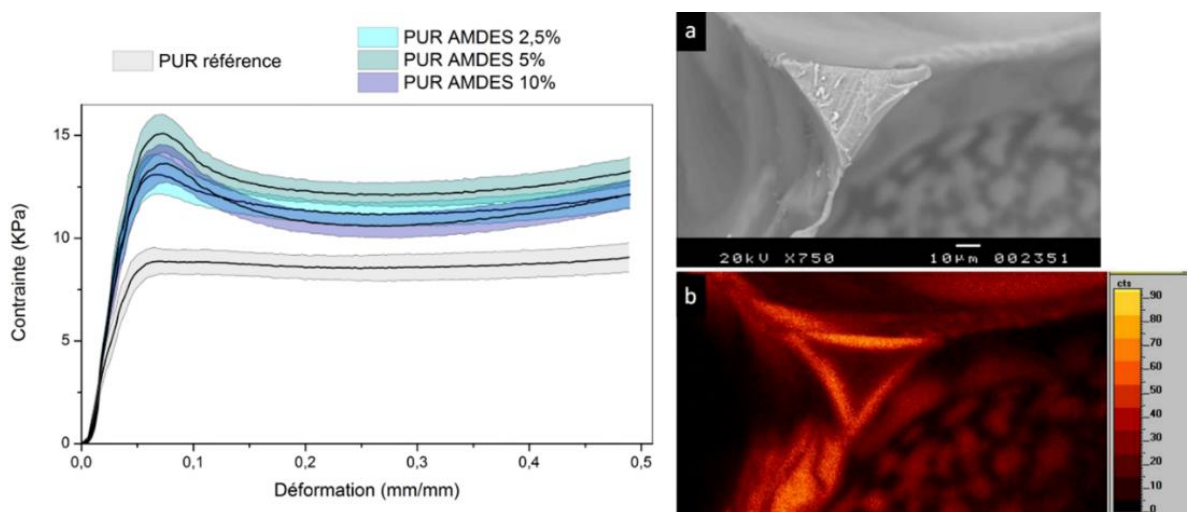 PUR référence
PUR AMDES 2,5%
PUR AMDES 5%
PUR AMDES 10%
Contrainte (KPa)
15
10
5
0
0,0
0,1
0,2
0,3
0,4
0,5
Déformation (mm/mm)
a
20kV X750 10µm 002351
b
cts
90
80
70
60
50
40
30
20
10
0